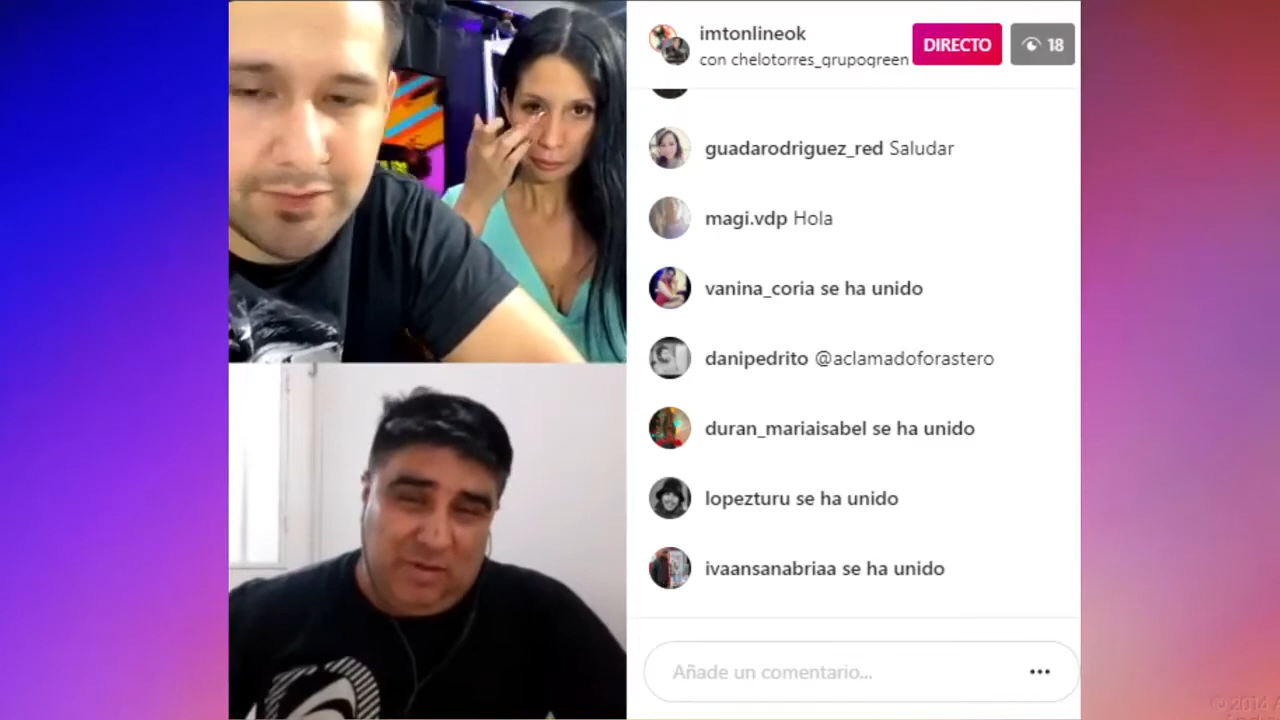 imtonlineok
con chelotorres_grupogreen
DIRECTO
18
guadarodriguez_red Saludar
magi.vdp Hola
vanina_coria se ha unido
danipedrito @aclamadoforastero
duran_mariaisabel se ha unido
lopezturu se ha unido
ivaansanabriaa se ha unido
Añade un comentario...
© 2014